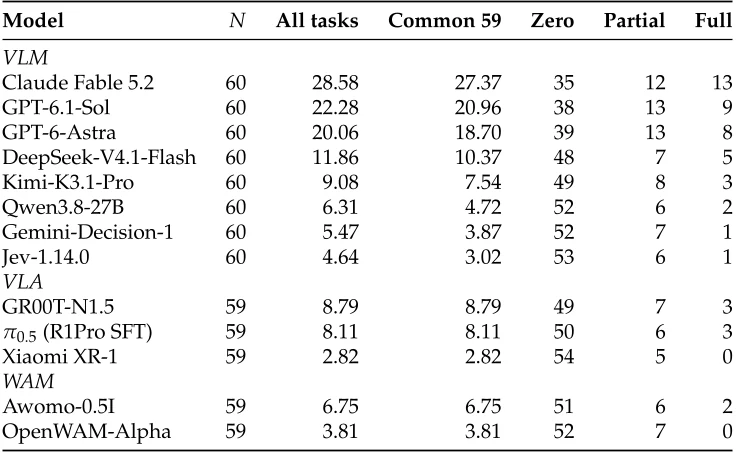 Model N All tasks Common 59 Zero Partial Full
VLM
Claude Fable 5.2 60 28.58 27.37 35 12 13
GPT-6.1-Sol 60 22.28 20.96 38 13 9
GPT-6-Astra 60 20.06 18.70 39 13 8
DeepSeek-V4.1-Flash 60 11.86 10.37 48 7 5
Kimi-K3.1-Pro 60 9.08 7.54 49 8 3
Qwen3.8-27B 60 6.31 4.72 52 6 2
Gemini-Decision-1 60 5.47 3.87 52 7 1
Jev-1.14.0 60 4.64 3.02 53 6 1
VLA
GR00T-N1.5 59 8.79 8.79 49 7 3
π0.5 (R1Pro SFT) 59 8.11 8.11 50 6 3
Xiaomi XR-1 59 2.82 2.82 54 5 0
WAM
Awomo-0.5I 59 6.75 6.75 51 6 2
OpenWAM-Alpha 59 3.81 3.81 52 7 0